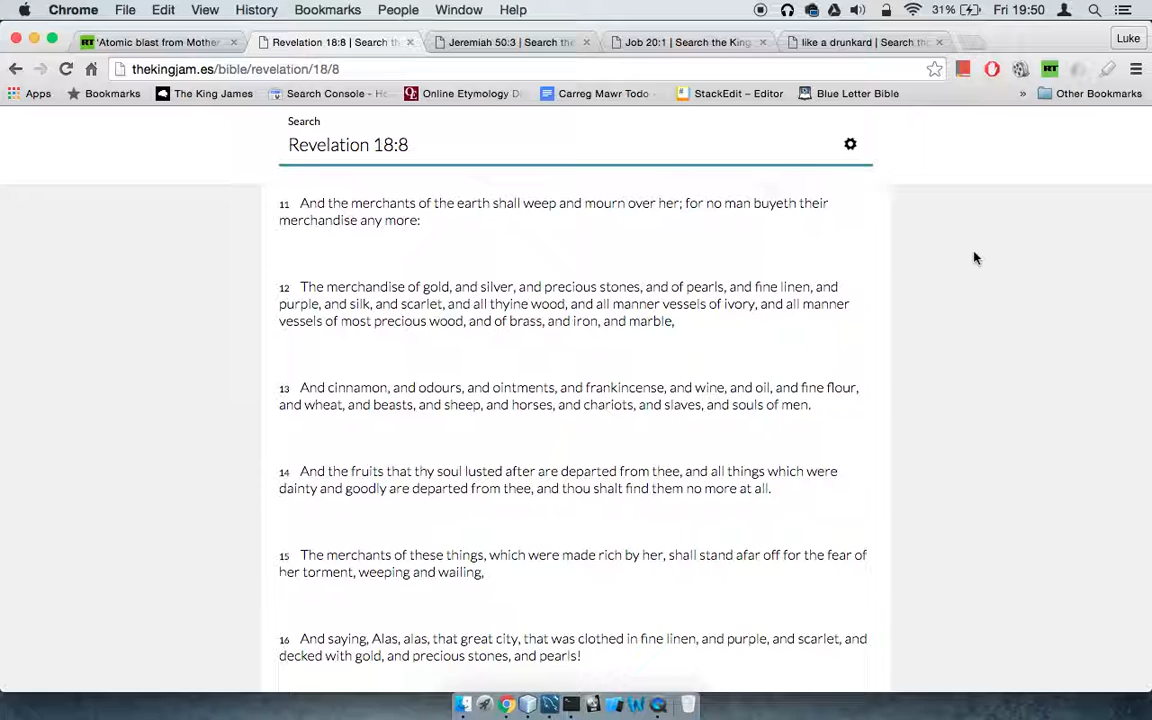 Chrome File Edit View History Bookmarks People Window Help 31% Fri 19:50
RT 'Atomic blast from Mother Revelation 18:8 | Search th Jeremiah 50:3 | Search the Job 20:1 | Search the King like a drunkard | Search the Luke
thekingjam.es/bible/revelation/18/8 RT
Apps Bookmarks The King James Search Console - Ho Online Etymology D Carreg Mawr Todo StackEdit – Editor Blue Letter Bible » Other Bookmarks
Search
Revelation 18:8
11 And the merchants of the earth shall weep and mourn over her; for no man buyeth their
merchandise any more:
12 The merchandise of gold, and silver, and precious stones, and of pearls, and fine linen, and
purple, and silk, and scarlet, and all thyine wood, and all manner vessels of ivory, and all manner
vessels of most precious wood, and of brass, and iron, and marble,
13 And cinnamon, and odours, and ointments, and frankincense, and wine, and oil, and fine flour,
and wheat, and beasts, and sheep, and horses, and chariots, and slaves, and souls of men.
14 And the fruits that thy soul lusted after are departed from thee, and all things which were
dainty and goodly are departed from thee, and thou shalt find them no more at all.
15 The merchants of these things, which were made rich by her, shall stand afar off for the fear of
her torment, weeping and wailing,
16 And saying, Alas, alas, that great city, that was clothed in fine linen, and purple, and scarlet, and
decked with gold, and precious stones, and pearls!